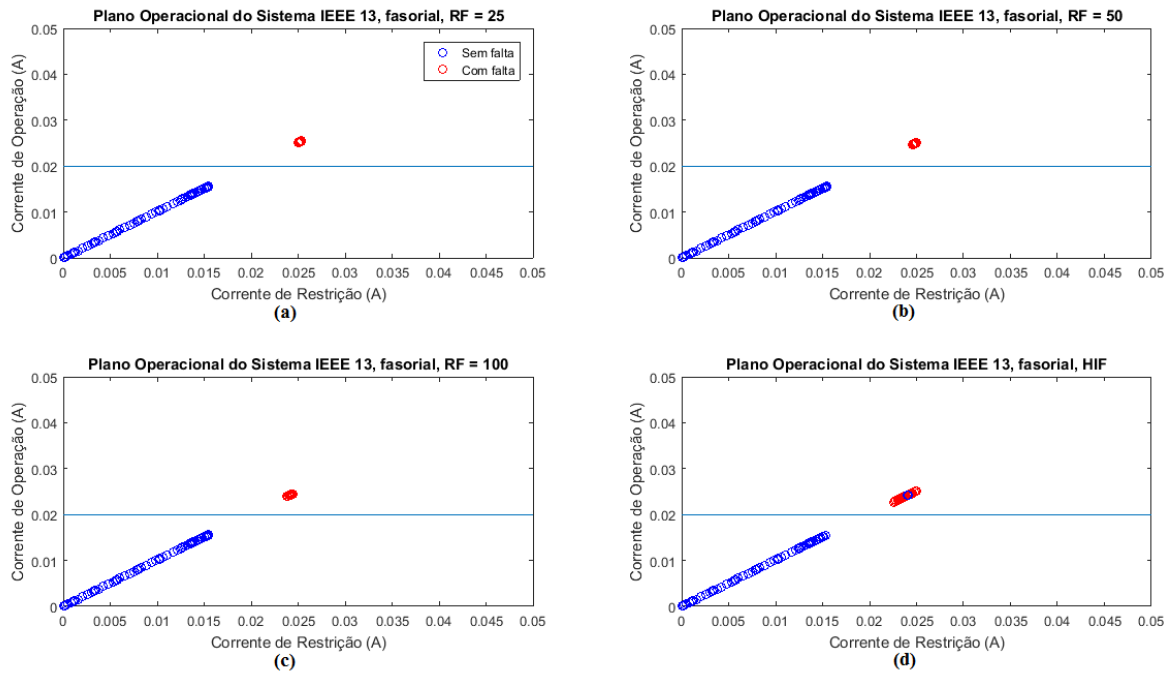 Plano Operacional do Sistema IEEE 13, fasorial, RF = 25
Corrente de Operação (A)
0.05
0.04
0.03
0.02
0.01
0
Sem falta
Com falta
0 0.005 0.01 0.015 0.02 0.025 0.03 0.035 0.04 0.045 0.05
Corrente de Restrição (A)
(a)
Plano Operacional do Sistema IEEE 13, fasorial, RF = 50
Corrente de Operação (A)
0.05
0.04
0.03
0.02
0.01
0
0 0.005 0.01 0.015 0.02 0.025 0.03 0.035 0.04 0.045 0.05
Corrente de Restrição (A)
(b)
Plano Operacional do Sistema IEEE 13, fasorial, RF = 100
Corrente de Operação (A)
0.05
0.04
0.03
0.02
0.01
0
0 0.005 0.01 0.015 0.02 0.025 0.03 0.035 0.04 0.045 0.05
Corrente de Restrição (A)
(c)
Plano Operacional do Sistema IEEE 13, fasorial, HIF
Corrente de Operação (A)
0.05
0.04
0.03
0.02
0.01
0
0 0.005 0.01 0.015 0.02 0.025 0.03 0.035 0.04 0.045 0.05
Corrente de Restrição (A)
(d)